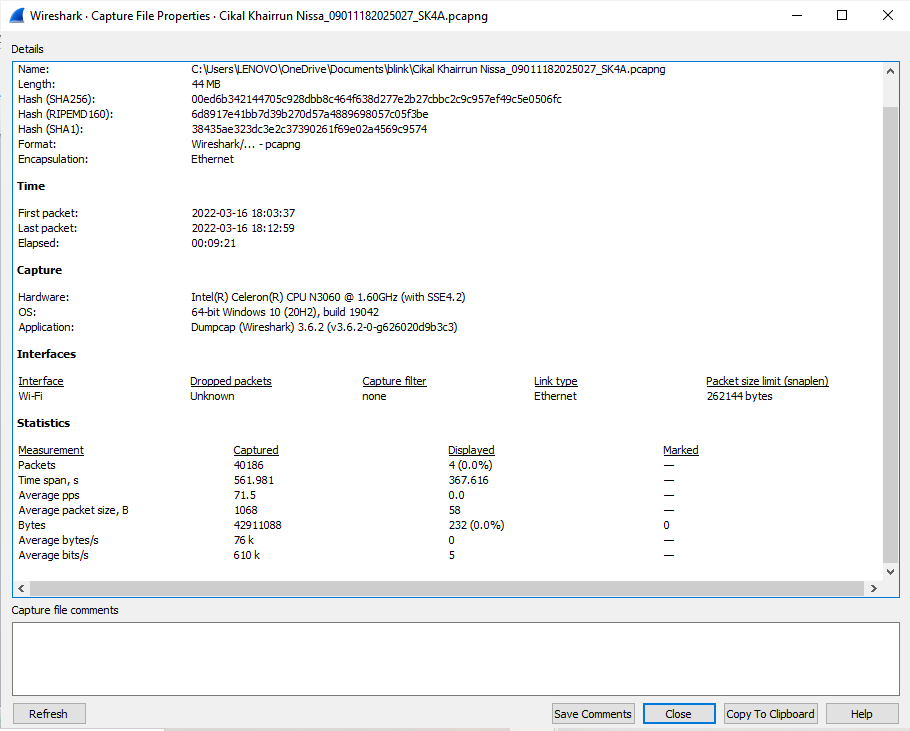 Wireshark · Capture File Properties · Cikal Khairrun Nissa_09011182025027_SK4A.pcapng
Details
Name: C:\Users\LENOVO\OneDrive\Documents\blink\Cikal Khairrun Nissa_09011182025027_SK4A.pcapng
Length: 44 MB
Hash (SHA256): 00ed6b342144705c928dbb8c464f638d277e2b27cbbc2c9c957ef49c5e0506fc
Hash (RIPEMD160): 6d8917e41bb7d39b270d57a4889698057c05f3be
Hash (SHA1): 38435ae323dc3e2c37390261f69e02a4569c9574
Format: Wireshark/... - pcapng
Encapsulation: Ethernet
Time
First packet: 2022-03-16 18:03:37
Last packet: 2022-03-16 18:12:59
Elapsed: 00:09:21
Capture
Hardware: Intel(R) Celeron(R) CPU N3060 @ 1.60GHz (with SSE4.2)
OS: 64-bit Windows 10 (20H2), build 19042
Application: Dumpcap (Wireshark) 3.6.2 (v3.6.2-0-g626020d9b3c3)
Interfaces
Interface Dropped packets Capture filter Link type Packet size limit (snaplen)
Wi-Fi Unknown none Ethernet 262144 bytes
Statistics
Measurement Captured Displayed Marked
Packets 40186 4 (0.0%) —
Time span, s 561.981 367.616 —
Average pps 71.5 0.0 —
Average packet size, B 1068 58 —
Bytes 42911088 232 (0.0%) 0
Average bytes/s 76 k 0 —
Average bits/s 610 k 5 —
Capture file comments
Refresh Save Comments Close Copy To Clipboard Help